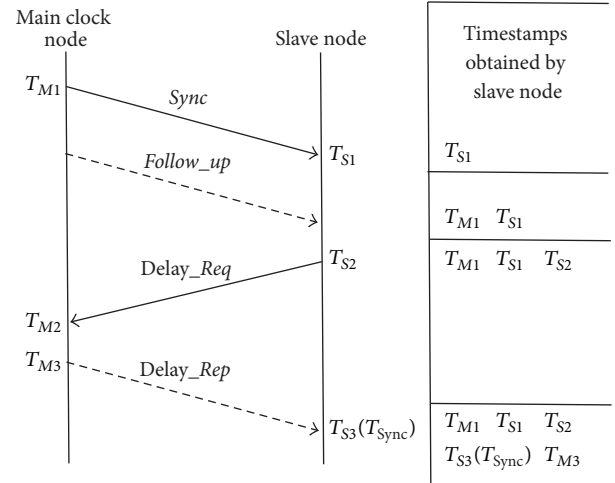 Main clock
node
Slave node
Timestamps
obtained by
slave node
T_M1
Sync
T_S1
T_S1
Follow_up
T_M1 T_S1
Delay_Req
T_S2
T_M1 T_S1 T_S2
T_M2
T_M3
Delay_Rep
T_S3(T_Sync)
T_M1 T_S1 T_S2
T_S3(T_Sync) T_M3